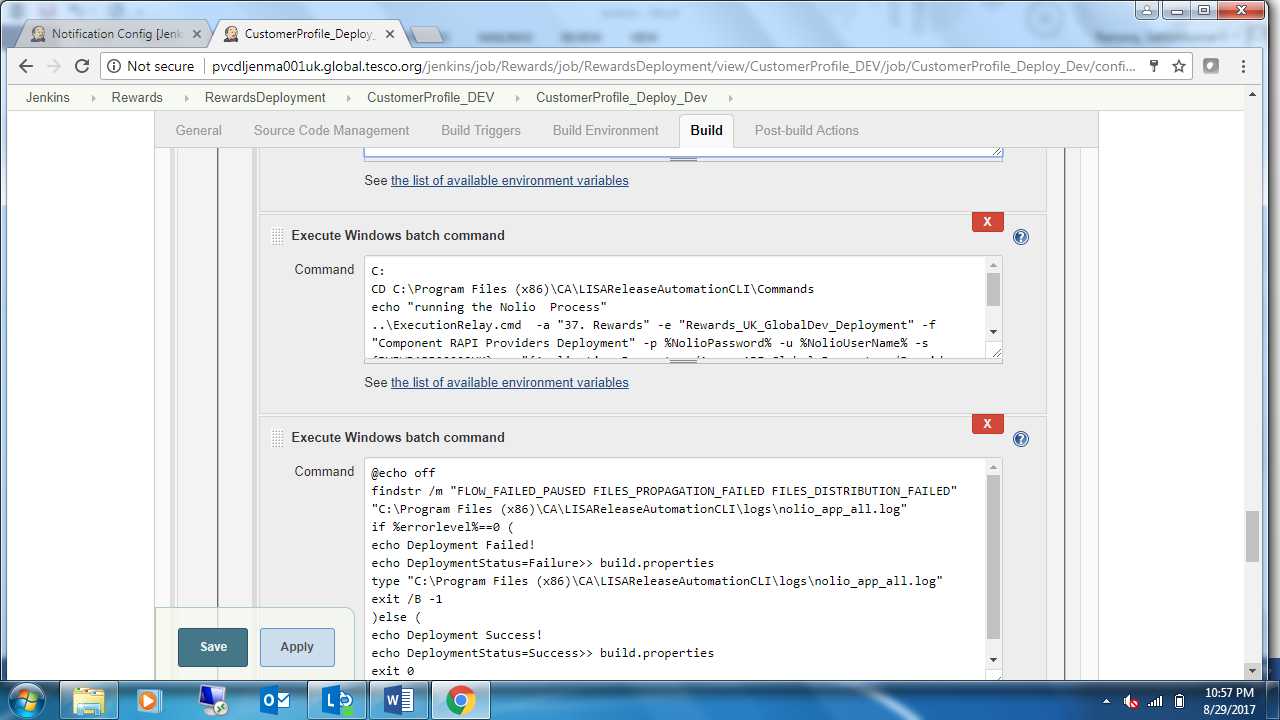 Notification Config [Jenk
CustomerProfile_Deploy_
Not secure | pvcdljenma001uk.global.tesco.org/jenkins/job/Rewards/job/RewardsDeployment/view/CustomerProfile_DEV/job/CustomerProfile_Deploy_Dev/confi...
Jenkins Rewards RewardsDeployment CustomerProfile_DEV CustomerProfile_Deploy_Dev
General Source Code Management Build Triggers Build Environment Build Post-build Actions
See the list of available environment variables
X
Execute Windows batch command
Command
C:
CD C:\Program Files (x86)\CA\LISAReleaseAutomationCLI\Commands
echo "running the Nolio  Process"
..\ExecutionRelay.cmd  -a "37. Rewards" -e "Rewards_UK_GlobalDev_Deployment" -f
"Component RAPI Providers Deployment" -p %NolioPassword% -u %NolioUserName% -s
See the list of available environment variables
X
Execute Windows batch command
Command
@echo off
findstr /m "FLOW_FAILED_PAUSED FILES_PROPAGATION_FAILED FILES_DISTRIBUTION_FAILED"
"C:\Program Files (x86)\CA\LISAReleaseAutomationCLI\logs\nolio_app_all.log"
if %errorlevel%==0 (
echo Deployment Failed!
echo DeploymentStatus=Failure>> build.properties
type "C:\Program Files (x86)\CA\LISAReleaseAutomationCLI\logs\nolio_app_all.log"
exit /B -1
)else (
echo Deployment Success!
echo DeploymentStatus=Success>> build.properties
exit 0
Save Apply
10:57 PM
8/29/2017